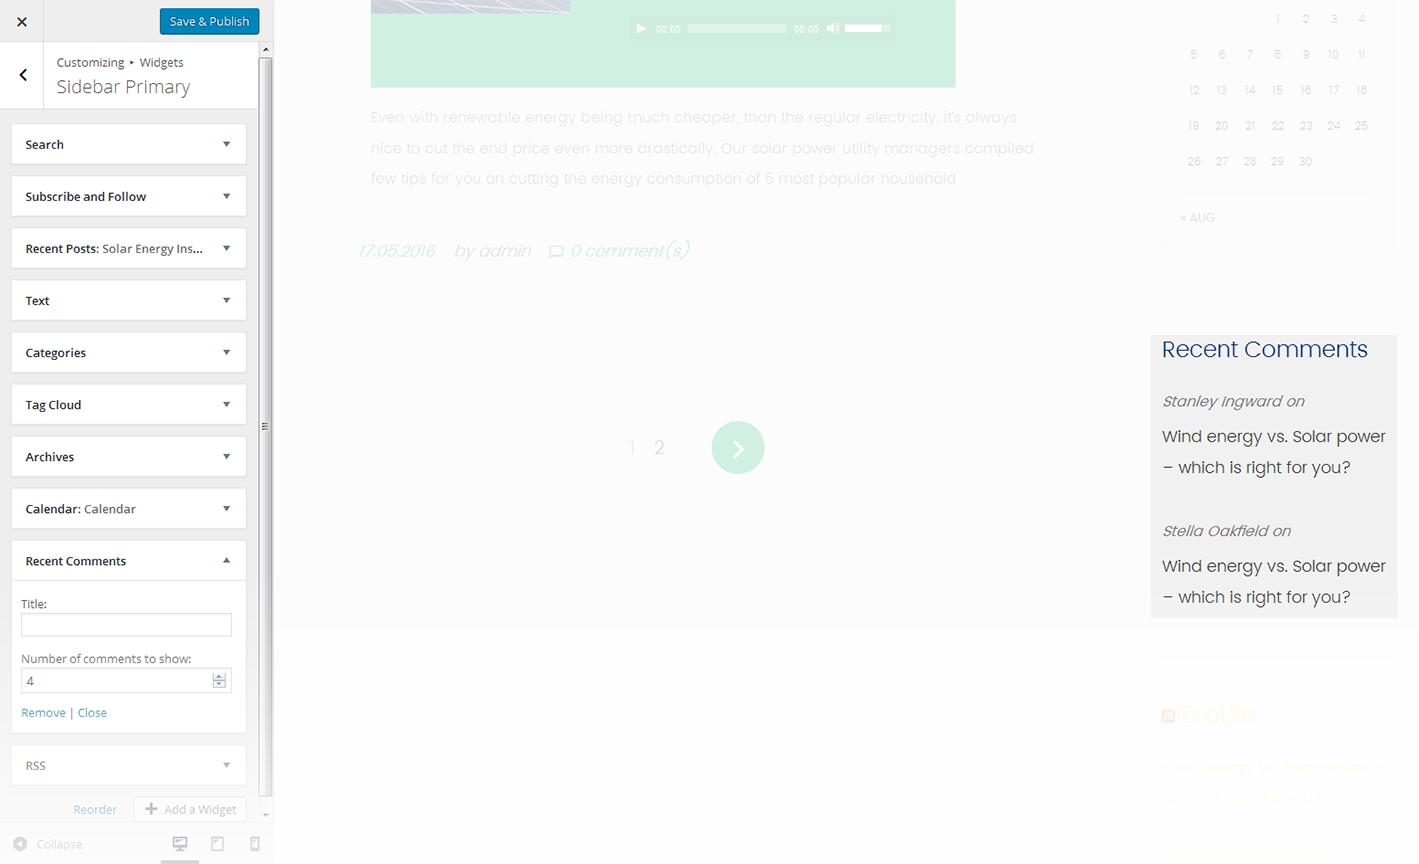 Save & Publish
Customizing ▸ Widgets
Sidebar Primary
Search
Subscribe and Follow
Recent Posts: Solar Energy Ins...
Text
Categories
Tag Cloud
Archives
Calendar: Calendar
Recent Comments
Title:
Number of comments to show:
4
Remove | Close
RSS
Reorder
Add a Widget
Collapse
00:00
00:00
Even with renewable energy being much cheaper, than the regular electricity, it's always
nice to cut the end price even more drastically. Our solar power utility managers compiled
few tips for you on cutting the energy consumption of 5 most popular household
17.05.2016 by admin 0 comment(s)
1 2
1 2 3 4
5 6 7 8 9 10 11
12 13 14 15 16 17 18
19 20 21 22 23 24 25
26 27 28 29 30
« AUG
Recent Comments
Stanley Ingward on
Wind energy vs. Solar power
– which is right for you?
Stella Oakfield on
Wind energy vs. Solar power
– which is right for you?
EcoLife
Wind energy vs. Solar power –
which is right for you?